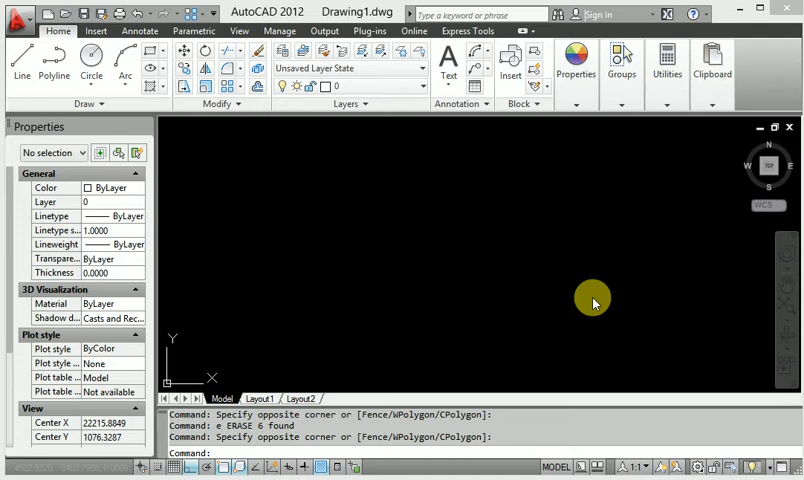 AutoCAD 2012 Drawing1.dwg
Type a keyword or phrase
Sign In
Home Insert Annotate Parametric View Manage Output Plug-ins Online Express Tools
Line Polyline Circle Arc
Unsaved Layer State
0
Text
Insert
Properties Groups Utilities Clipboard
Draw Modify Layers Annotation Block
Properties
No selection
General
Color ByLayer
Layer 0
Linetype ByLayer
Linetype s... 1.0000
Lineweight ByLayer
Transpare... ByLayer
Thickness 0.0000
3D Visualization
Material ByLayer
Shadow d... Casts and Rec...
Plot style
Plot style ByColor
Plot style ... None
Plot table ... Model
Plot table ... Not available
View
Center X 22215.8849
Center Y 1076.3287
N
W TOP E
S
WCS
Y
X
Model Layout1 Layout2
Command: Specify opposite corner or [Fence/WPolygon/CPolygon]:
Command: e ERASE 6 found
Command: Specify opposite corner or [Fence/WPolygon/CPolygon]:
Command:
MODEL
1:1